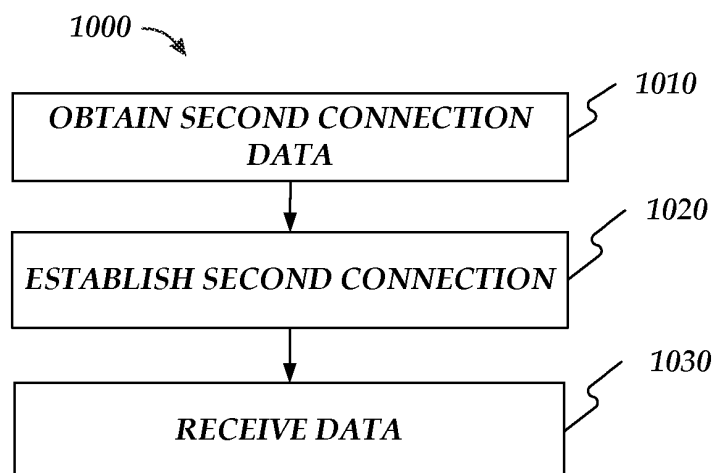 1000
1010
OBTAIN SECOND CONNECTION
DATA
1020
ESTABLISH SECOND CONNECTION
1030
RECEIVE DATA